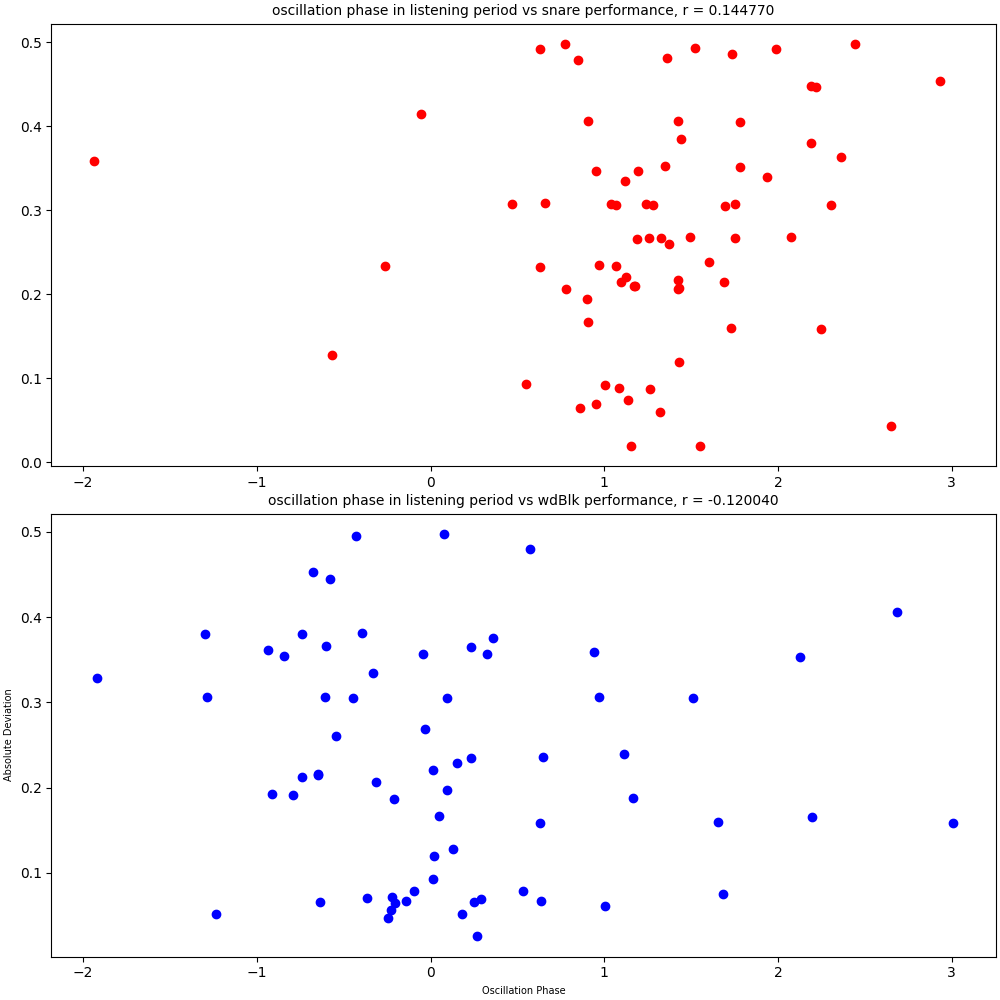 oscillation phase in listening period vs snare performance, r = 0.144770
0.5
0.4
0.3
0.2
0.1
0.0
−2 −1 0 1 2 3
oscillation phase in listening period vs wdBlk performance, r = -0.120040
0.5
0.4
0.3
0.2
0.1
Absolute Deviation
−2 −1 0 1 2 3
Oscillation Phase